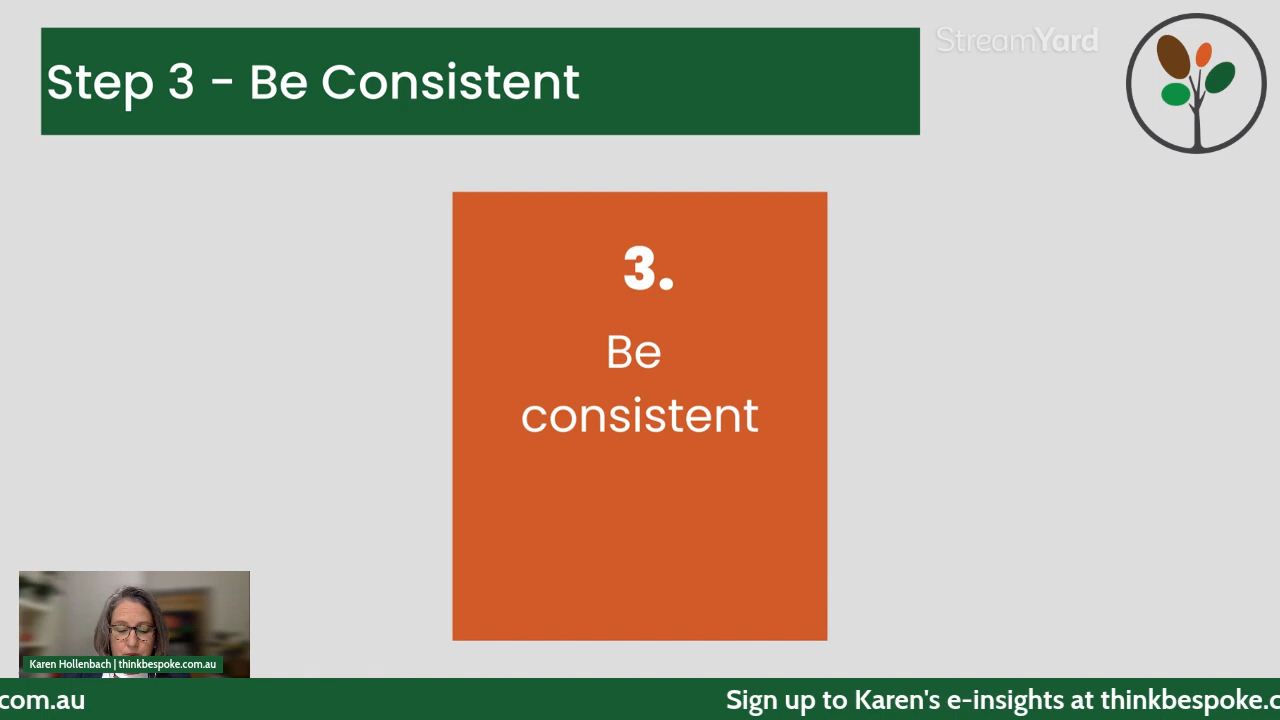 Step 3 - Be Consistent
StreamYard
3.
Be
consistent
Karen Hollenbach | thinkbespoke.com.au
com.au
Sign up to Karen's e-insights at thinkbespoke.c